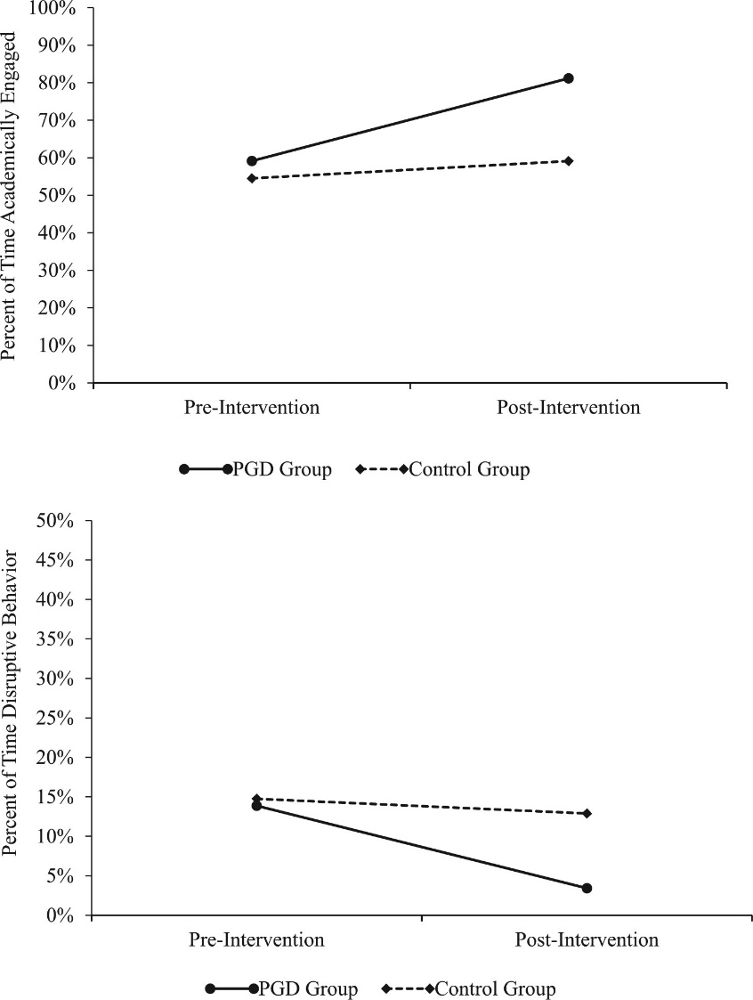 Percent of Time Academically Engaged
100%
90%
80%
70%
60%
50%
40%
30%
20%
10%
0%
Pre-Intervention
Post-Intervention
PGD Group
Control Group
Percent of Time Disruptive Behavior
50%
45%
40%
35%
30%
25%
20%
15%
10%
5%
0%
Pre-Intervention
Post-Intervention
PGD Group
Control Group